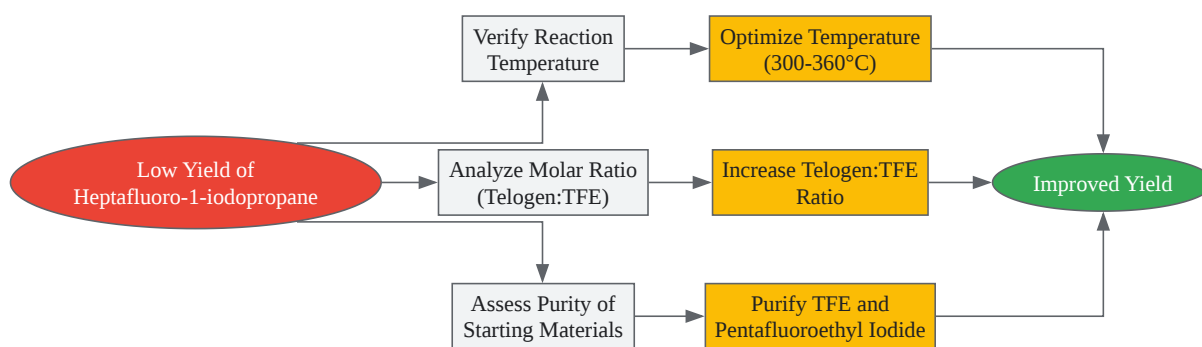 Verify Reaction
Temperature
Optimize Temperature
(300-360°C)
Low Yield of
Heptafluoro-1-iodopropane
Analyze Molar Ratio
(Telogen:TFE)
Increase Telogen:TFE
Ratio
Improved Yield
Assess Purity of
Starting Materials
Purify TFE and
Pentafluoroethyl Iodide